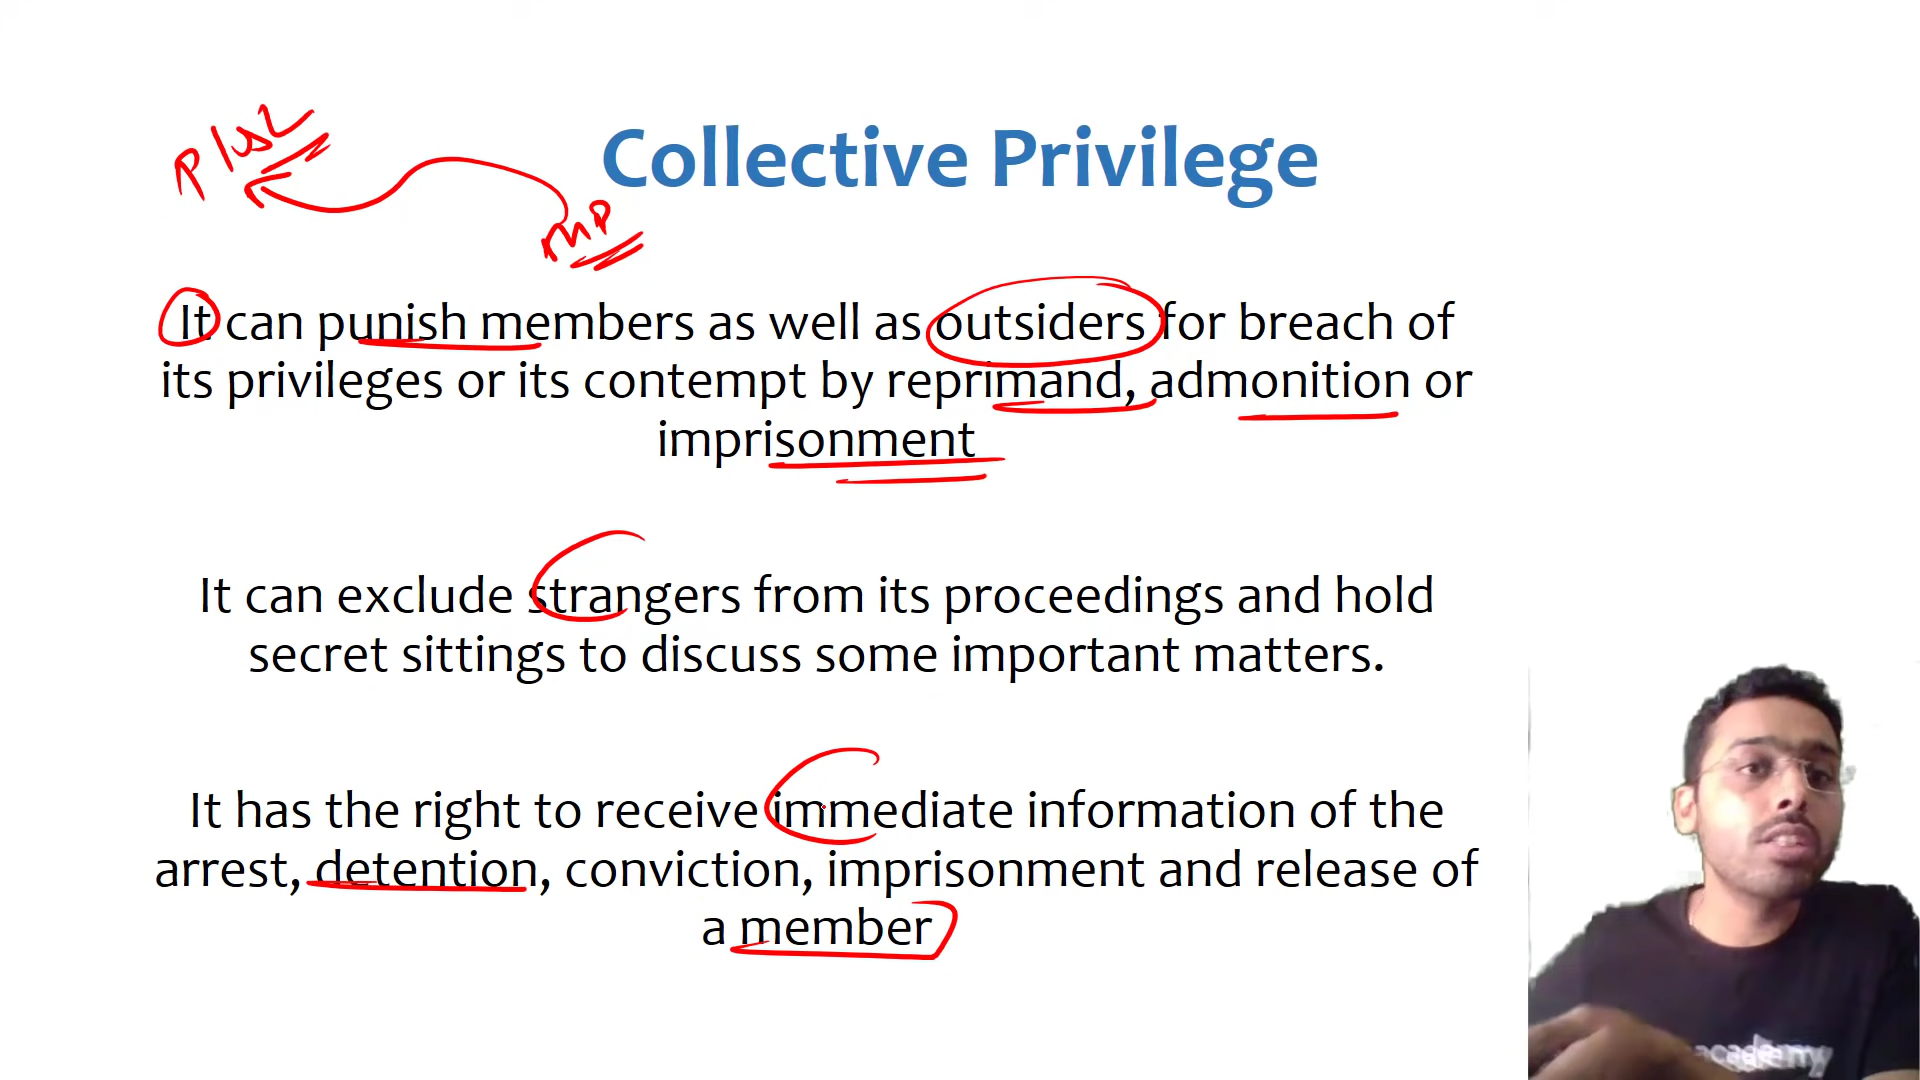 Plus2
Collective Privilege
MP
It can punish members as well as outsiders for breach of
its privileges or its contempt by reprimand, admonition or
imprisonment
It can exclude strangers from its proceedings and hold
secret sittings to discuss some important matters.
It has the right to receive immediate information of the
arrest, detention, conviction, imprisonment and release of
a member
academy